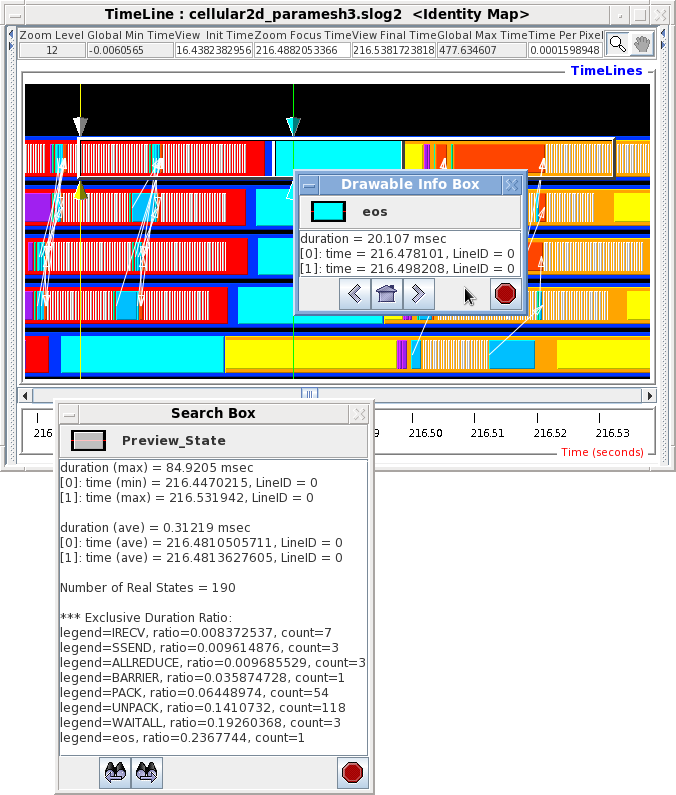 TimeLine : cellular2d_paramesh3.slog2 <Identity Map>
Zoom Level Global Min Time View Init Time Zoom Focus Time View Final Time Global Max Time Time Per Pixel
12 -0.0060565 16.4382382956 216.4882053366 216.5381723818 477.634607 0.0001598948
TimeLines
Drawable Info Box
eos
duration = 20.107 msec
[0]: time = 216.478101, LineID = 0
[1]: time = 216.498208, LineID = 0
216 9 216.50 216.51 216.52 216.53
Time (seconds)
Search Box
Preview_State
duration (max) = 84.9205 msec
[0]: time (min) = 216.4470215, LineID = 0
[1]: time (max) = 216.531942, LineID = 0
duration (ave) = 0.31219 msec
[0]: time (ave) = 216.4810505711, LineID = 0
[1]: time (ave) = 216.4813627605, LineID = 0
Number of Real States = 190
*** Exclusive Duration Ratio:
legend=IRECV, ratio=0.008372537, count=7
legend=SSEND, ratio=0.009614876, count=3
legend=ALLREDUCE, ratio=0.009685529, count=3
legend=BARRIER, ratio=0.035874728, count=1
legend=PACK, ratio=0.06448974, count=54
legend=UNPACK, ratio=0.1410732, count=118
legend=WAITALL, ratio=0.19260368, count=3
legend=eos, ratio=0.2367744, count=1